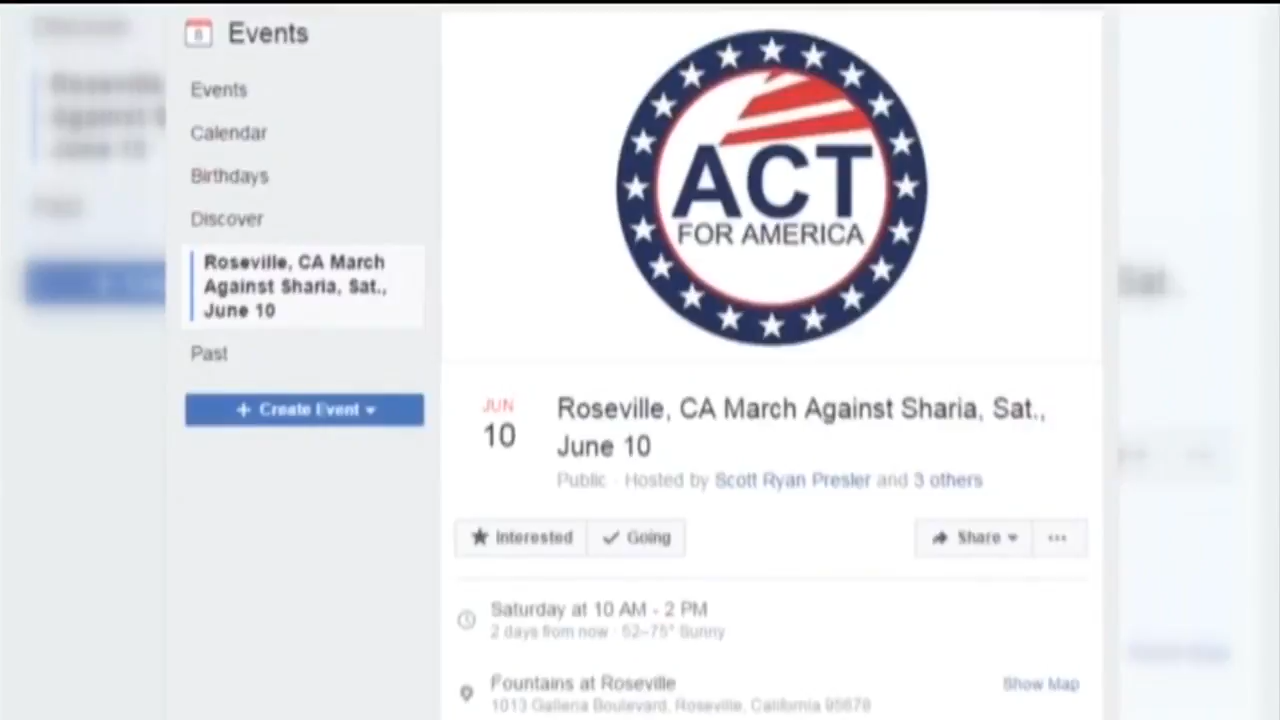 8
Events
Events
Calendar
Birthdays
Discover
Roseville, CA March
Against Sharia, Sat.,
June 10
Past
+ Create Event
ACT
FOR AMERICA
JUN
10
Roseville, CA March Against Sharia, Sat.,
June 10
Public · Hosted by Scott Ryan Presler and 3 others
Interested
Going
Share
...
Saturday at 10 AM - 2 PM
2 days from now · 52–75° Sunny
Fountains at Roseville
Show Map
1013 Galleria Boulevard, Roseville, California 95678